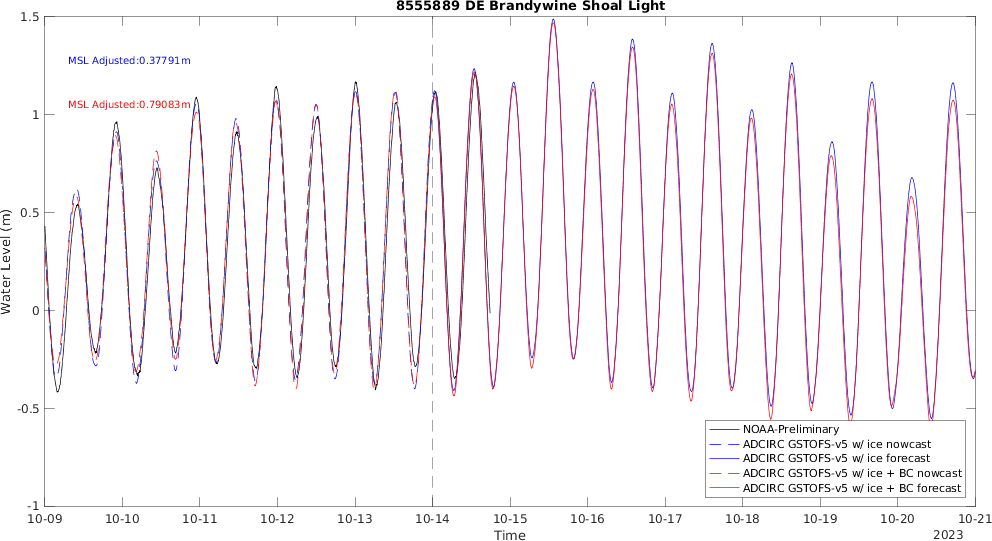 8555889 DE Brandywine Shoal Light
MSL Adjusted:0.37791m
MSL Adjusted:0.79083m
Water Level (m)
1.5
1
0.5
0
-0.5
-1
NOAA-Preliminary
ADCIRC GSTOFS-v5 w/ ice nowcast
ADCIRC GSTOFS-v5 w/ ice forecast
ADCIRC GSTOFS-v5 w/ ice + BC nowcast
ADCIRC GSTOFS-v5 w/ ice + BC forecast
10-09 10-10 10-11 10-12 10-13 10-14 10-15 10-16 10-17 10-18 10-19 10-20 10-21
Time
2023